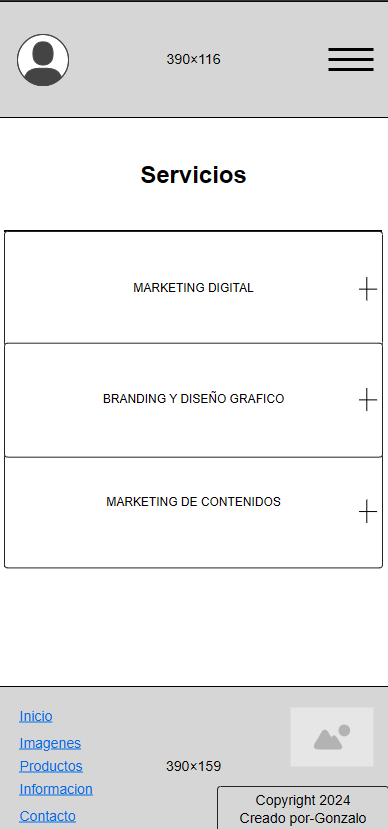 390×116
Servicios
MARKETING DIGITAL
BRANDING Y DISEÑO GRAFICO
MARKETING DE CONTENIDOS
Inicio
Imagenes
Productos
390×159
Informacion
Contacto
Copyright 2024
Creado por-Gonzalo